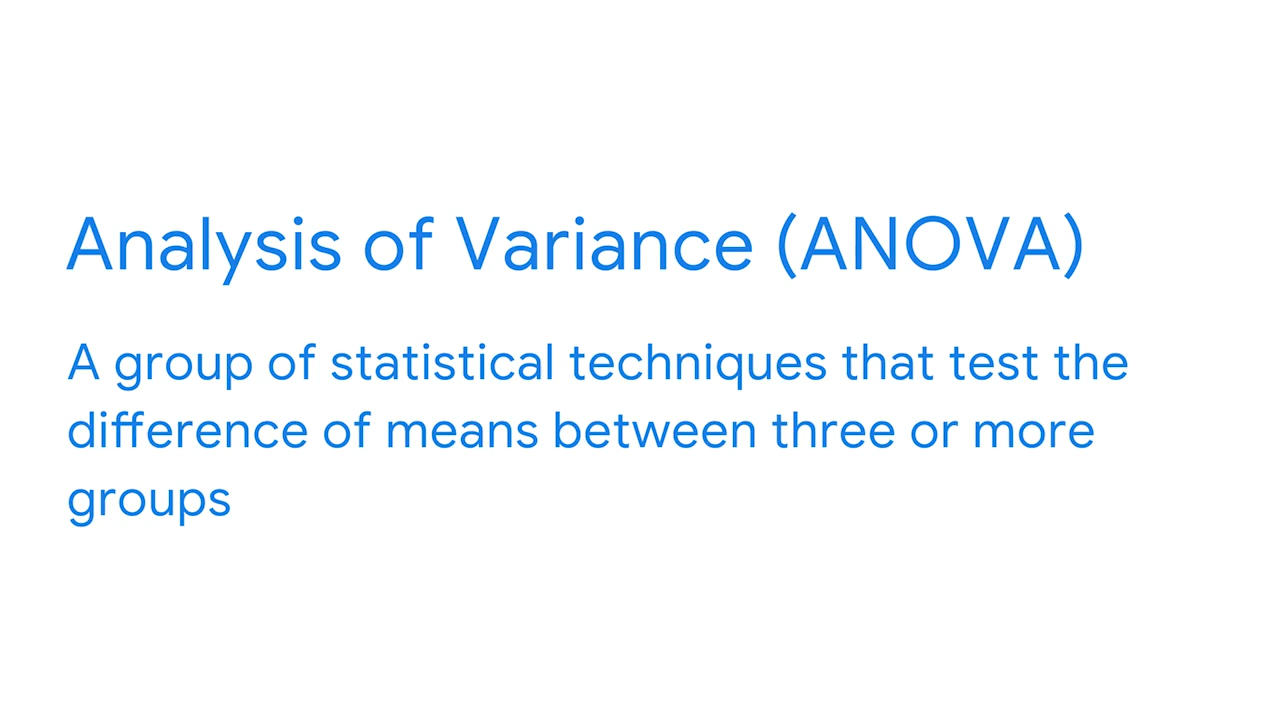 Analysis of Variance (ANOVA)
A group of statistical techniques that test the
difference of means between three or more
groups